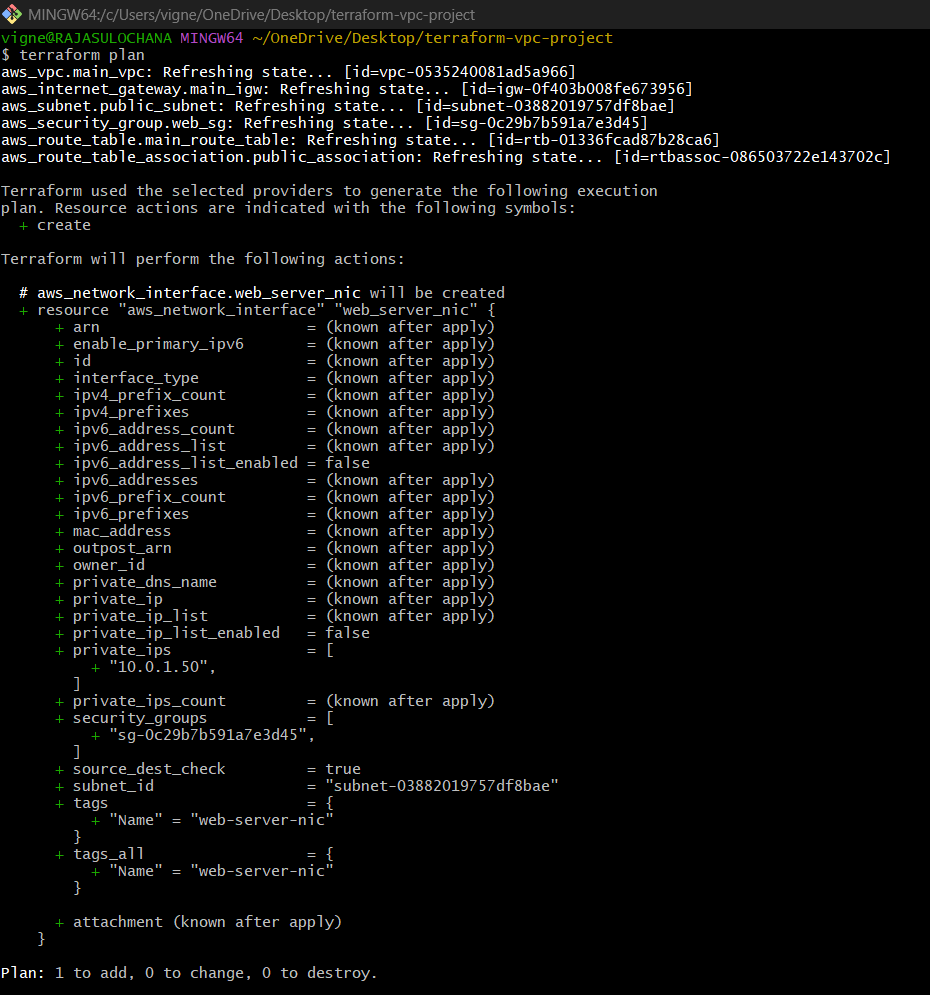 MINGW64:/c/Users/vigne/OneDrive/Desktop/terraform-vpc-project
vigne@RAJASULOCHANA MINGW64 ~/OneDrive/Desktop/terraform-vpc-project
$ terraform plan
aws_vpc.main_vpc: Refreshing state... [id=vpc-0535240081ad5a966]
aws_internet_gateway.main_igw: Refreshing state... [id=igw-0f403b008fe673956]
aws_subnet.public_subnet: Refreshing state... [id=subnet-03882019757df8bae]
aws_security_group.web_sg: Refreshing state... [id=sg-0c29b7b591a7e3d45]
aws_route_table.main_route_table: Refreshing state... [id=rtb-01336fcad87b28ca6]
aws_route_table_association.public_association: Refreshing state... [id=rtbassoc-086503722e143702c]

Terraform used the selected providers to generate the following execution
plan. Resource actions are indicated with the following symbols:
  + create

Terraform will perform the following actions:

  # aws_network_interface.web_server_nic will be created
  + resource "aws_network_interface" "web_server_nic" {
      + arn                       = (known after apply)
      + enable_primary_ipv6       = (known after apply)
      + id                        = (known after apply)
      + interface_type            = (known after apply)
      + ipv4_prefix_count         = (known after apply)
      + ipv4_prefixes             = (known after apply)
      + ipv6_address_count        = (known after apply)
      + ipv6_address_list         = (known after apply)
      + ipv6_address_list_enabled = false
      + ipv6_addresses            = (known after apply)
      + ipv6_prefix_count         = (known after apply)
      + ipv6_prefixes             = (known after apply)
      + mac_address               = (known after apply)
      + outpost_arn               = (known after apply)
      + owner_id                  = (known after apply)
      + private_dns_name          = (known after apply)
      + private_ip                = (known after apply)
      + private_ip_list           = (known after apply)
      + private_ip_list_enabled   = false
      + private_ips               = [
          + "10.0.1.50",
        ]
      + private_ips_count         = (known after apply)
      + security_groups           = [
          + "sg-0c29b7b591a7e3d45",
        ]
      + source_dest_check         = true
      + subnet_id                 = "subnet-03882019757df8bae"
      + tags                      = {
          + "Name" = "web-server-nic"
        }
      + tags_all                  = {
          + "Name" = "web-server-nic"
        }

      + attachment (known after apply)
    }

Plan: 1 to add, 0 to change, 0 to destroy.